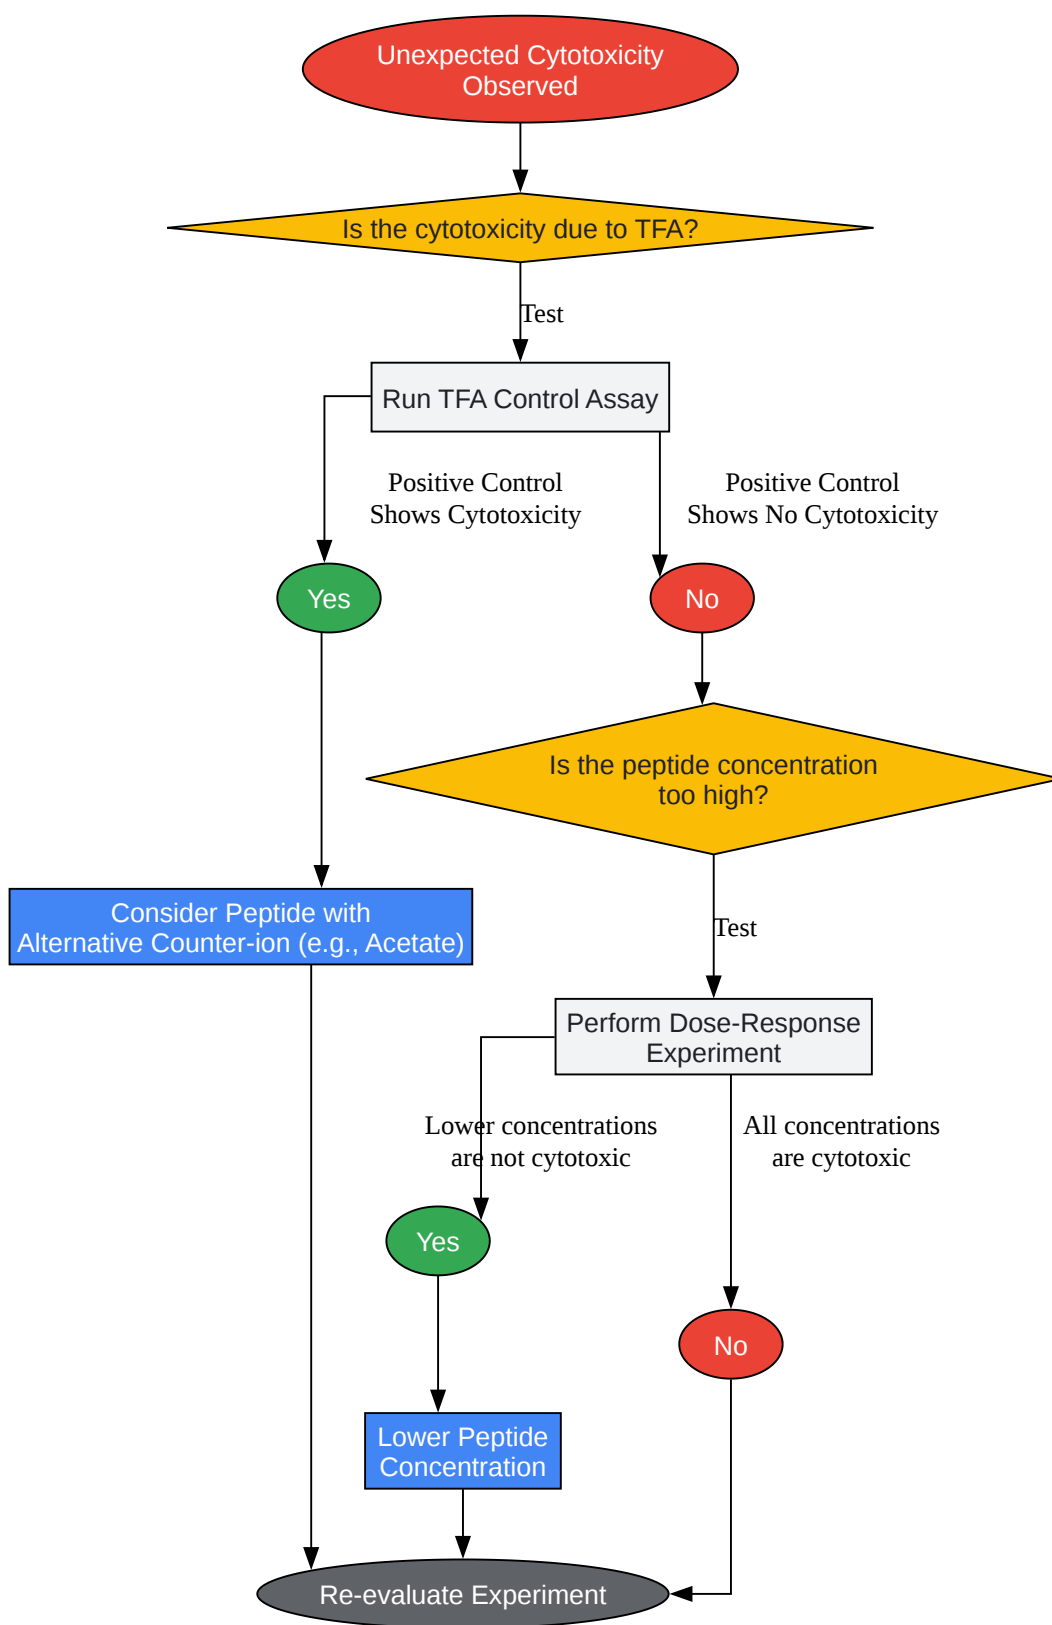 Unexpected Cytotoxicity
Observed
Is the cytotoxicity due to TFA?
Test
Run TFA Control Assay
Positive Control
Shows Cytotoxicity
Positive Control
Shows No Cytotoxicity
Yes
No
Is the peptide concentration
too high?
Consider Peptide with
Alternative Counter-ion (e.g., Acetate)
Test
Perform Dose-Response
Experiment
Lower concentrations
are not cytotoxic
All concentrations
are cytotoxic
Yes
No
Lower Peptide
Concentration
Re-evaluate Experiment